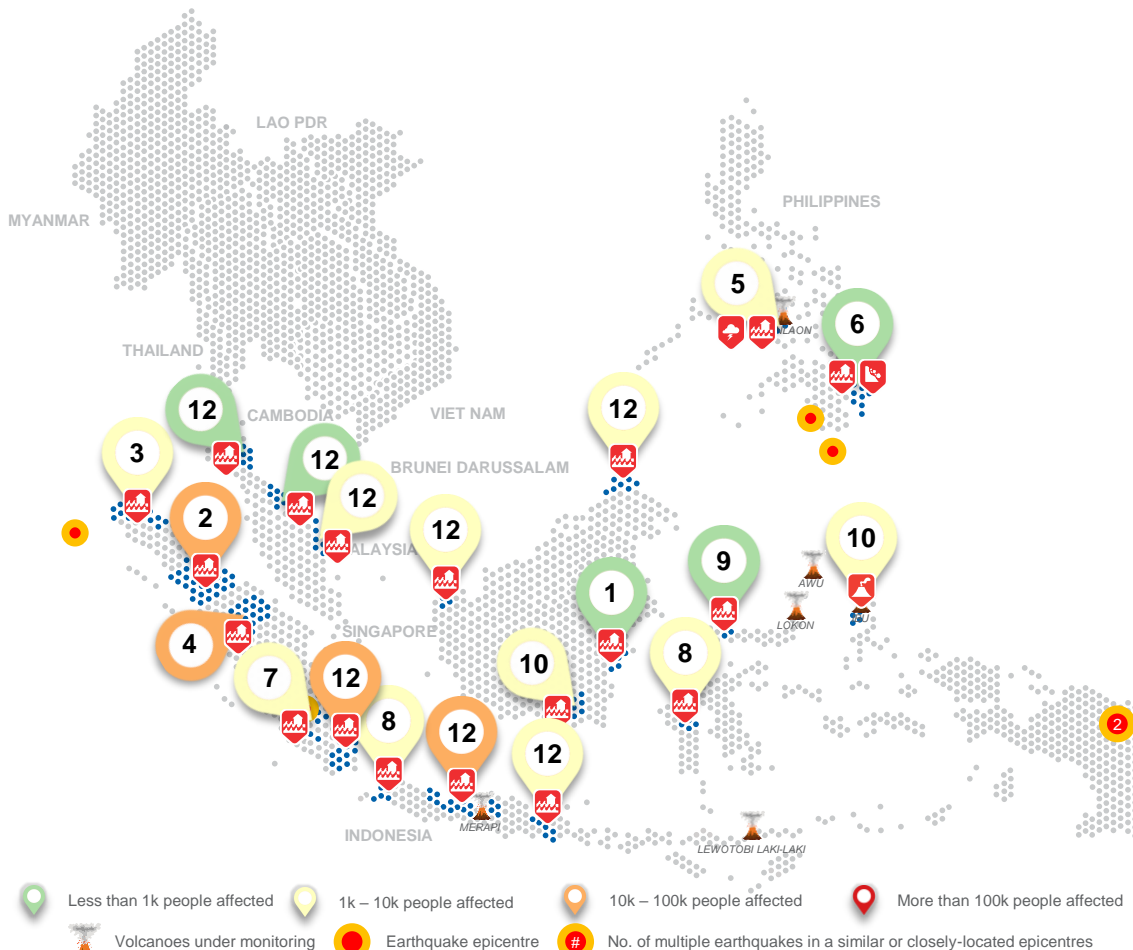 LAO PDR
PHILIPPINES
MYANMAR
5
6
THAILAND
12
CAMBODIA
VIET NAM
12
3
12
BRUNEI DARUSSALAM
12
2
12
ALAYSIA
10
9
AWU
1
LOKON
4
SINGAPORE
10
8
7
12
8
12
12
2
INDONESIA
MERAPI
LEWOTOBI LAKI-LAKI
Less than 1k people affected
1k – 10k people affected
10k – 100k people affected
More than 100k people affected
Volcanoes under monitoring
Earthquake epicentre
# No. of multiple earthquakes in a similar or closely-located epicentres